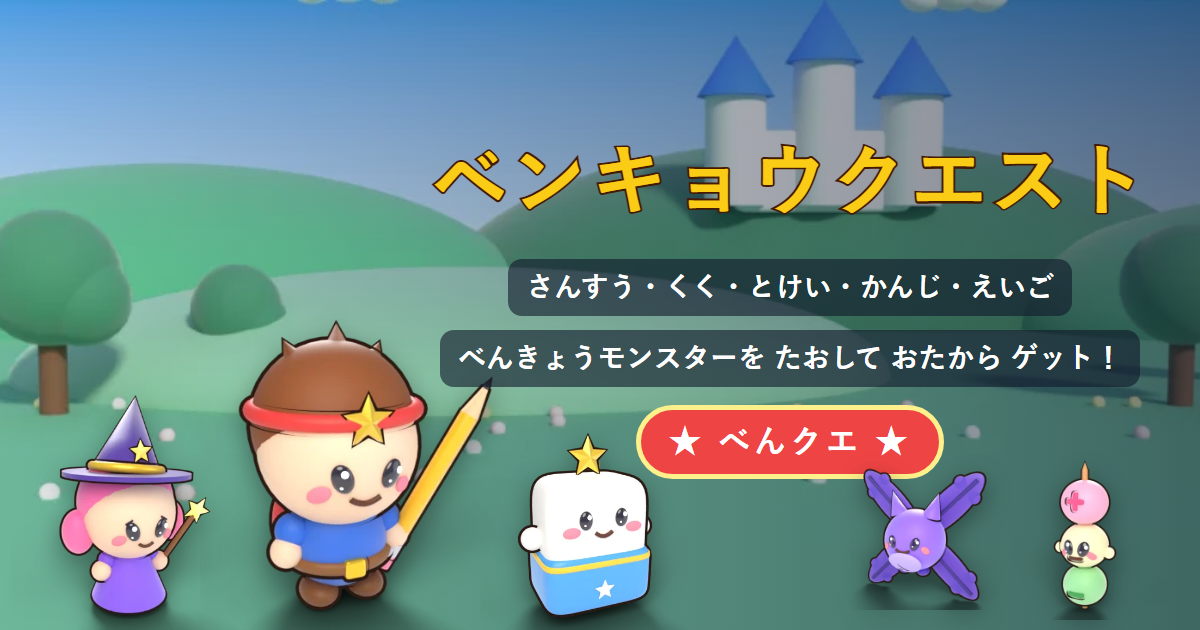 ベンキョウクエスト
さんすう・くく・とけい・かんじ・えいご
べんきょうモンスターを たおして おたから ゲット！
★ べんクエ ★